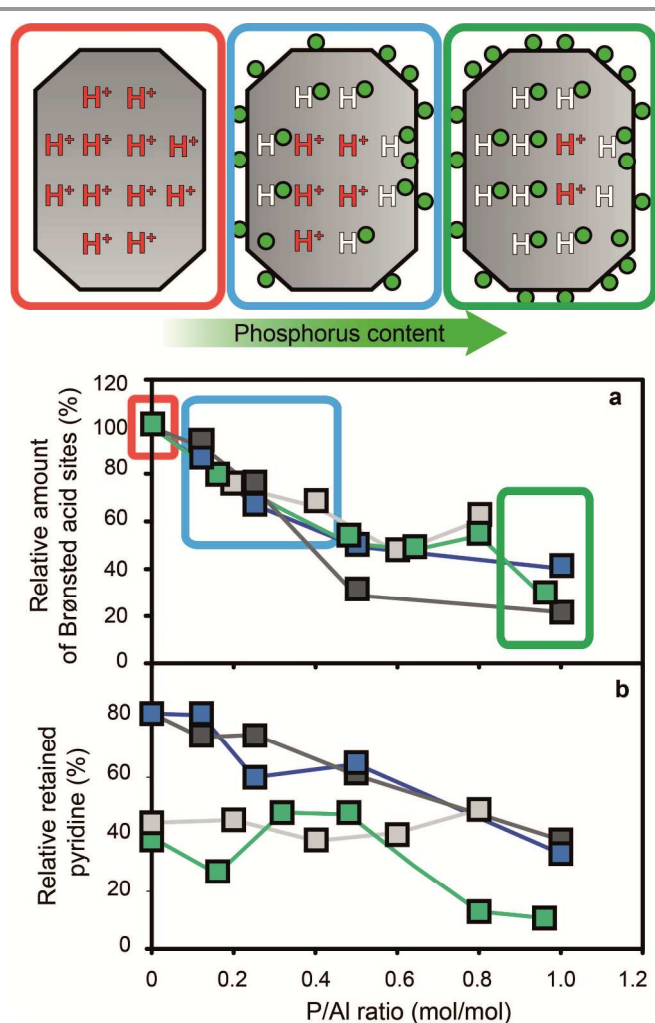 H⁺ H⁺
H⁺ H⁺ H⁺ H⁺
H⁺ H⁺ H⁺ H⁺
H⁺ H⁺
H H
H H⁺ H⁺ H
H H⁺ H⁺ H
H⁺ H
H H
H H H⁺ H
H H H⁺ H
H H
Phosphorus content
a
Relative amount
of Brønsted acid sites (%)
120
100
80
60
40
20
0
b
Relative retained
pyridine (%)
80
60
40
20
0
0 0.2 0.4 0.6 0.8 1.0 1.2
P/Al ratio (mol/mol)